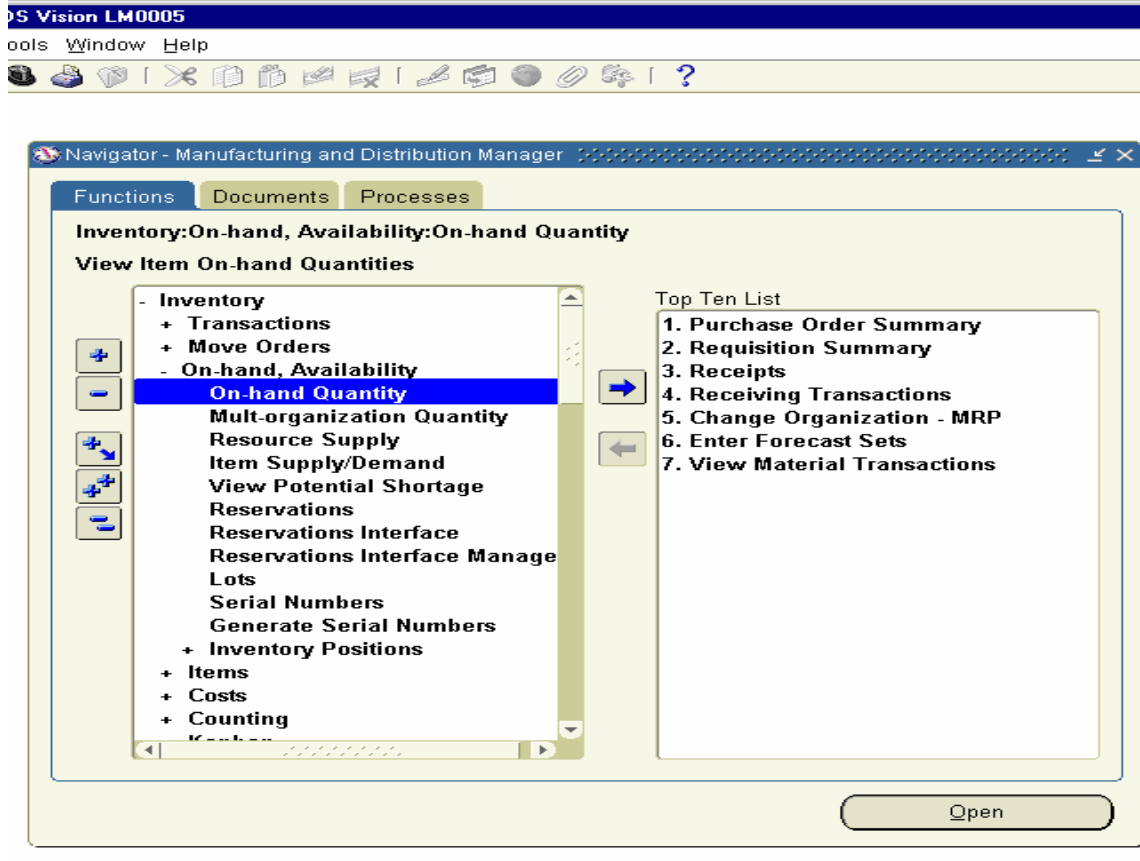 DS Vision LM0005
ools Window Help
Navigator - Manufacturing and Distribution Manager
Functions Documents Processes
Inventory:On-hand, Availability:On-hand Quantity
View Item On-hand Quantities
- Inventory
+ Transactions
+ Move Orders
- On-hand, Availability
On-hand Quantity
Mult-organization Quantity
Resource Supply
Item Supply/Demand
View Potential Shortage
Reservations
Reservations Interface
Reservations Interface Manage
Lots
Serial Numbers
Generate Serial Numbers
+ Inventory Positions
+ Items
+ Costs
+ Counting
Top Ten List
1. Purchase Order Summary
2. Requisition Summary
3. Receipts
4. Receiving Transactions
5. Change Organization - MRP
6. Enter Forecast Sets
7. View Material Transactions
Open